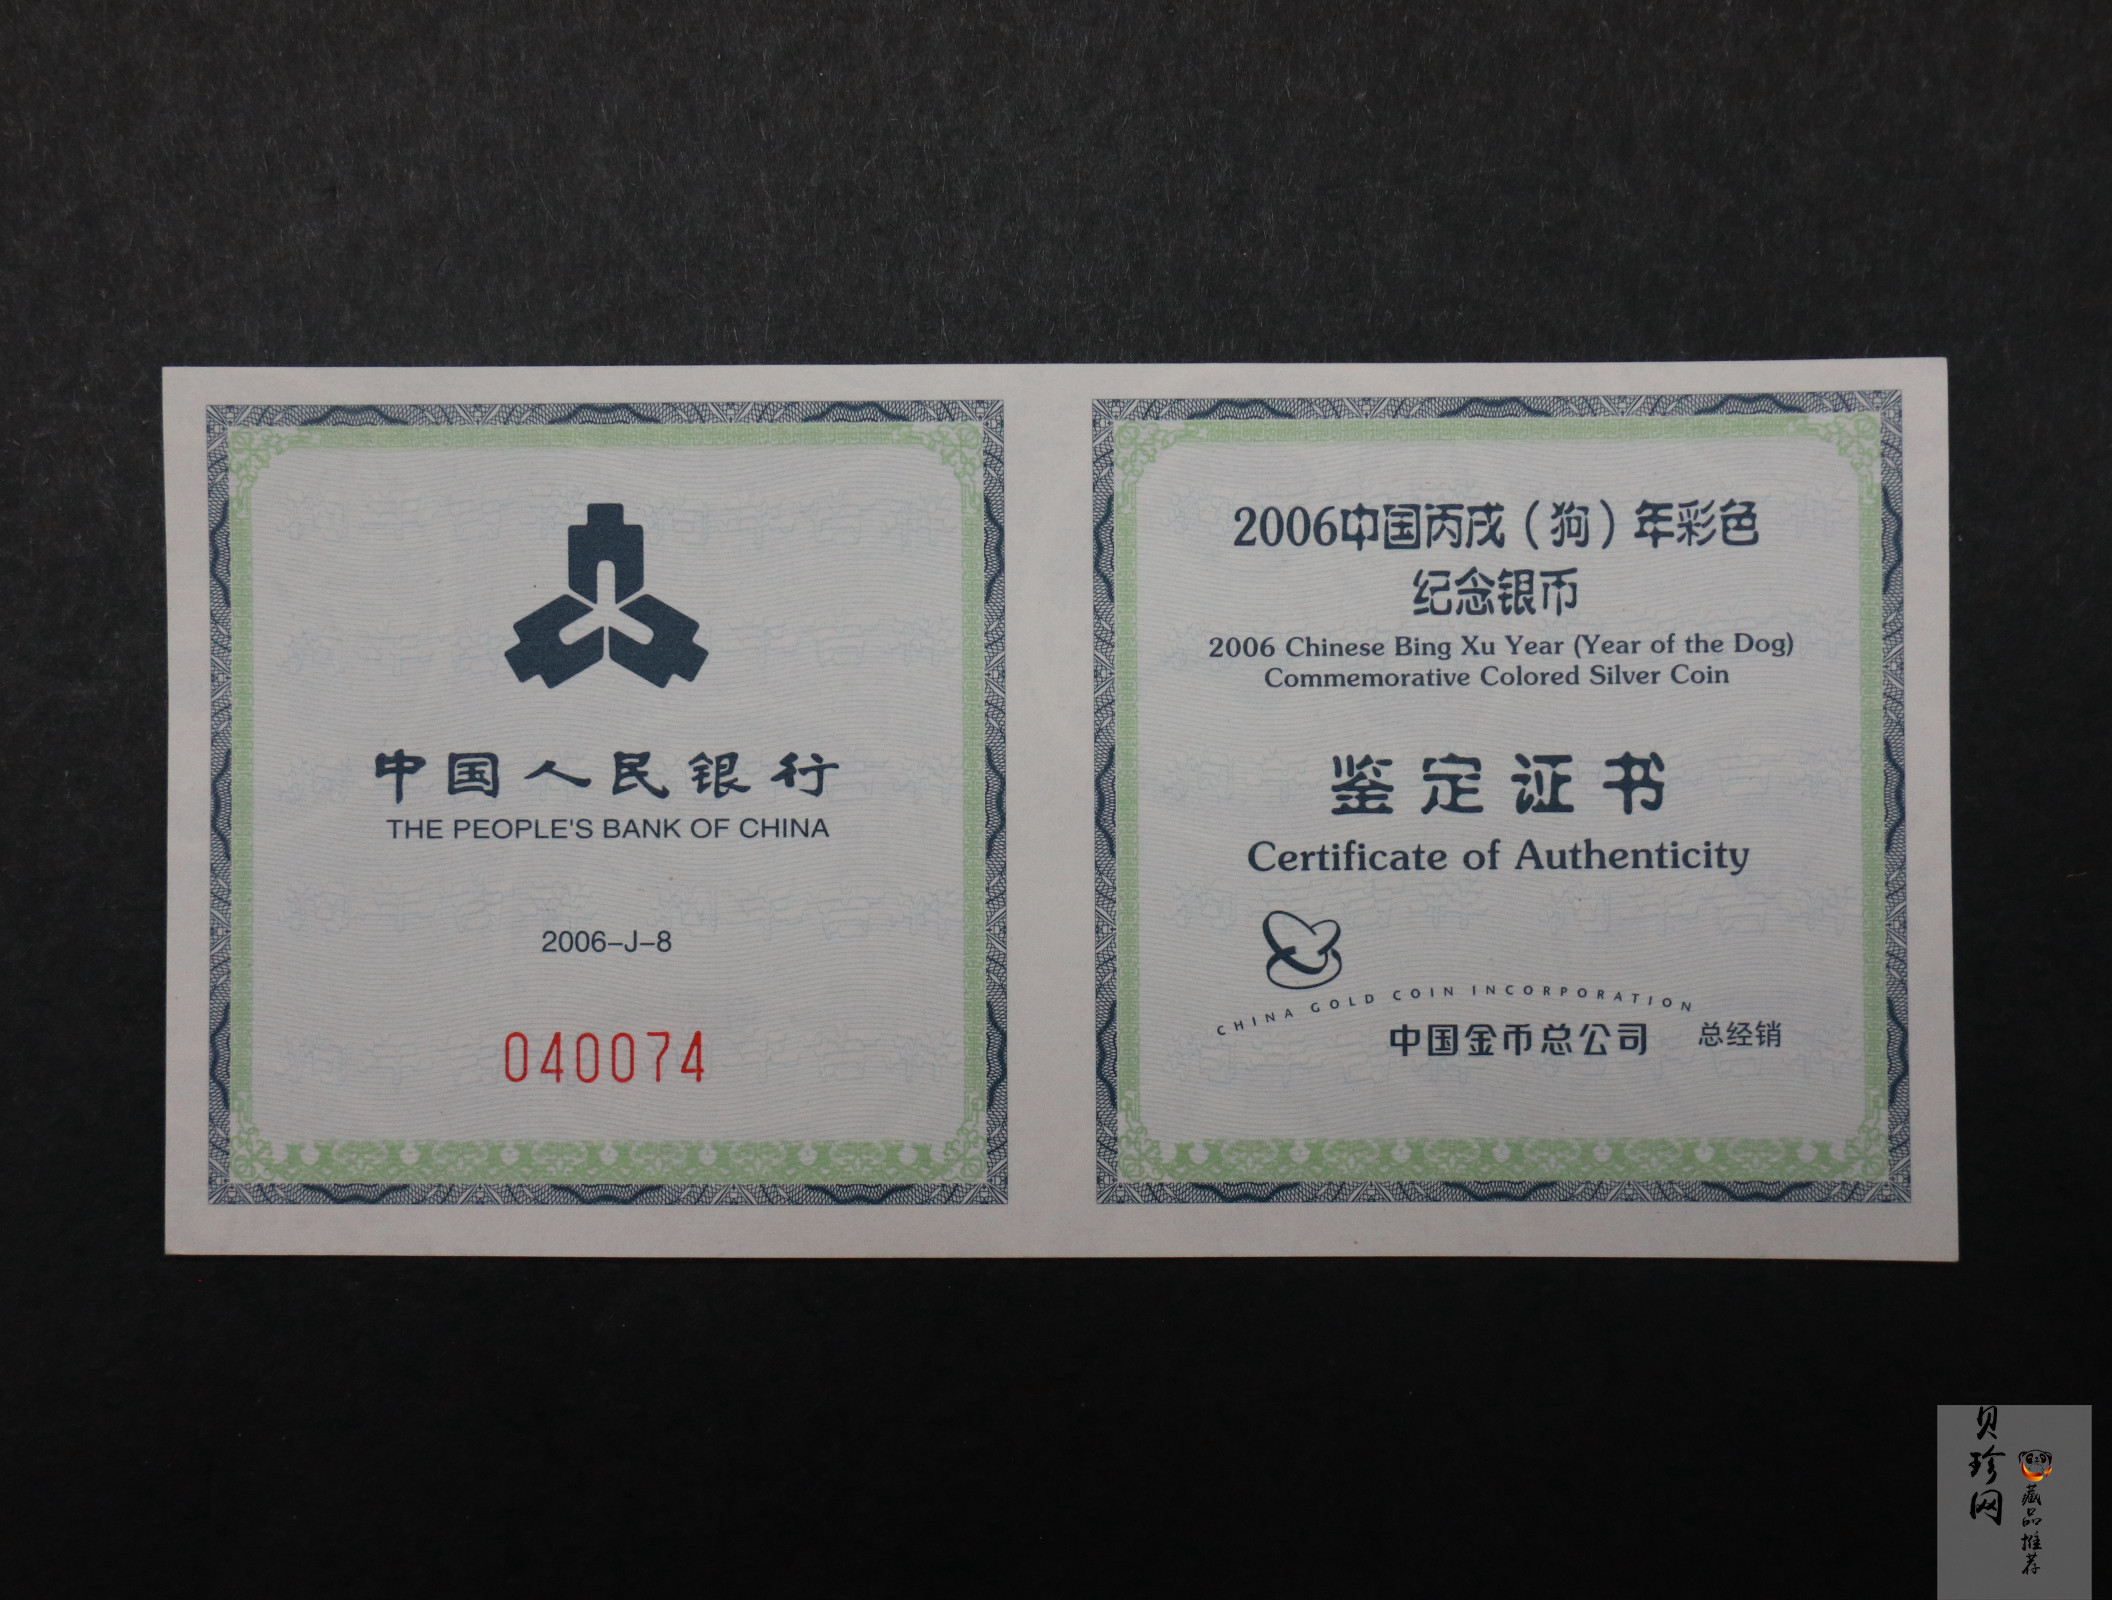 中国人民银行
THE PEOPLE'S BANK OF CHINA
2006-J-8
040074
2006中国丙戌（狗）年彩色
纪念银币
2006 Chinese Bing Xu Year (Year of the Dog)
Commemorative Colored Silver Coin
鉴定证书
Certificate of Authenticity
CHINA GOLD COIN INCORPORATION
中国金币总公司 总经销
贝珍网
藏品推荐